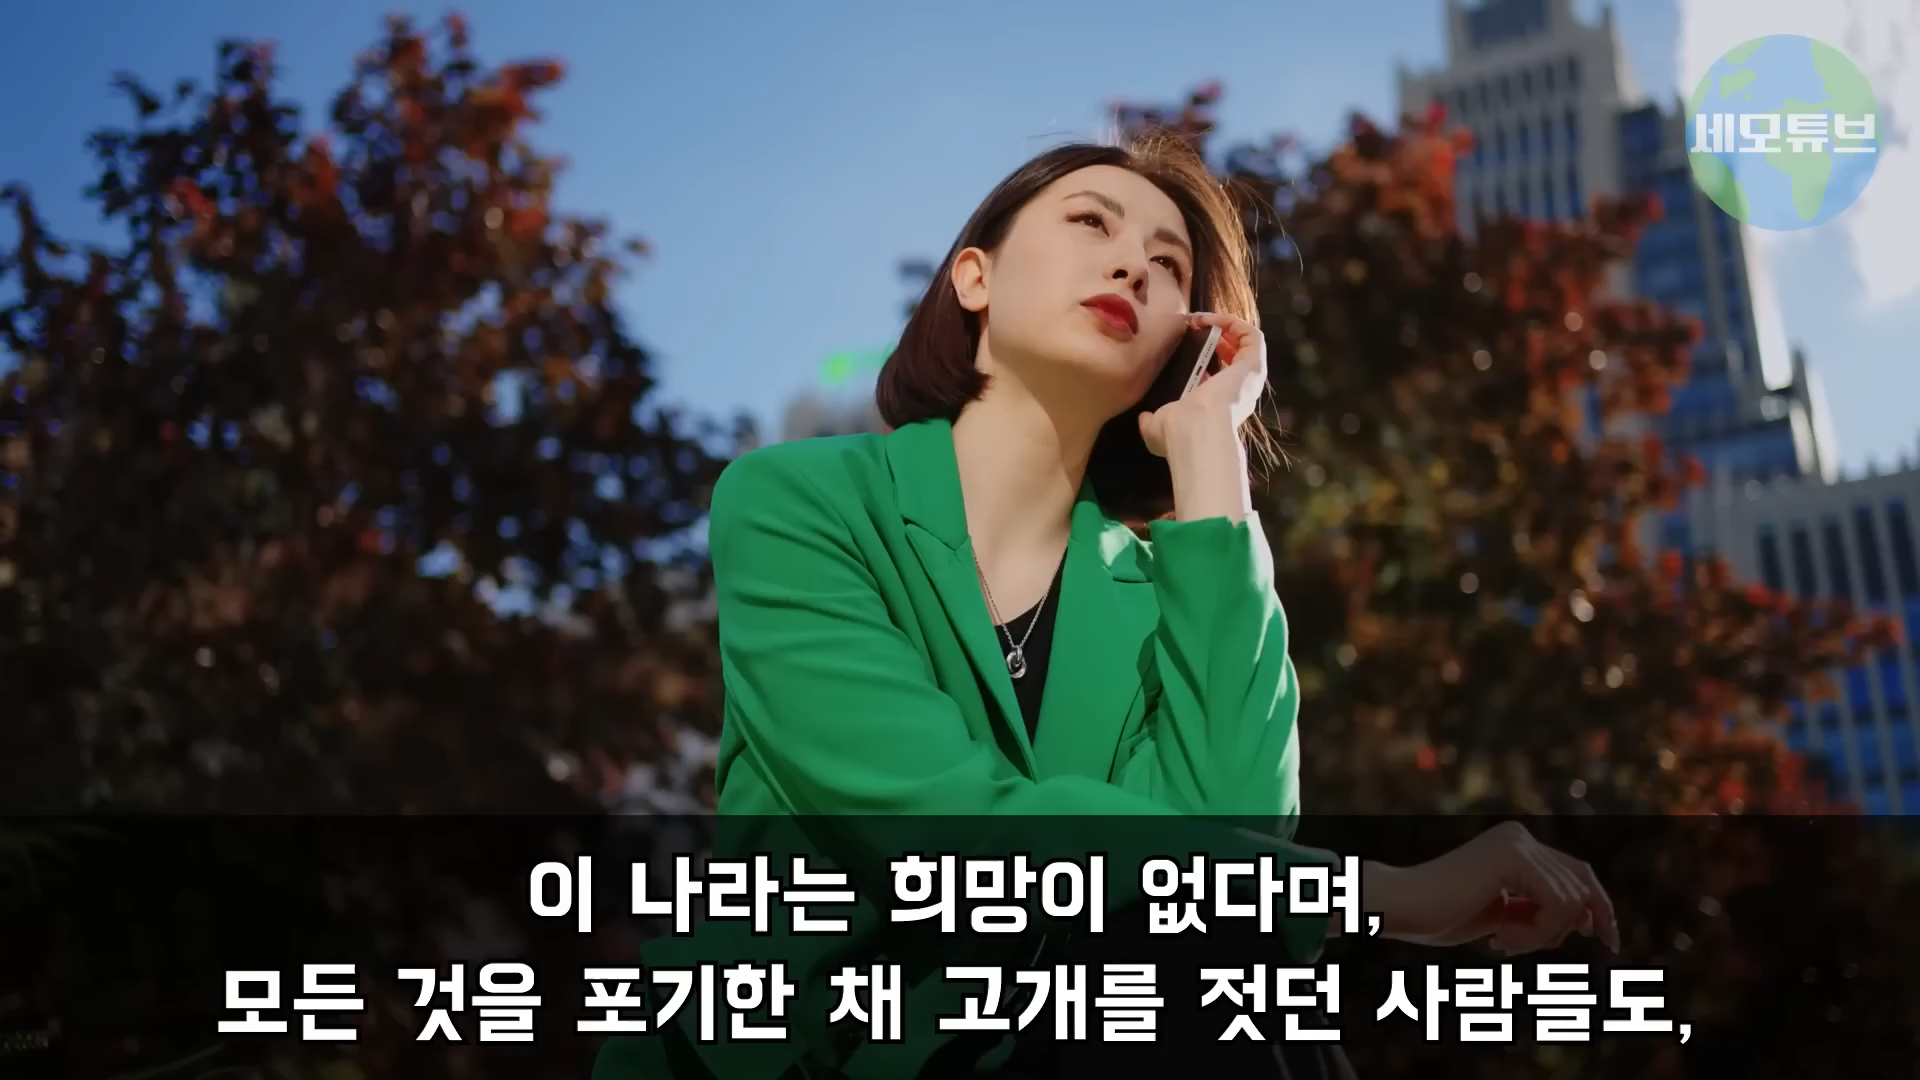 세모튜브
이 나라는 희망이 없다며,
모든 것을 포기한 채 고개를 젓던 사람들도,